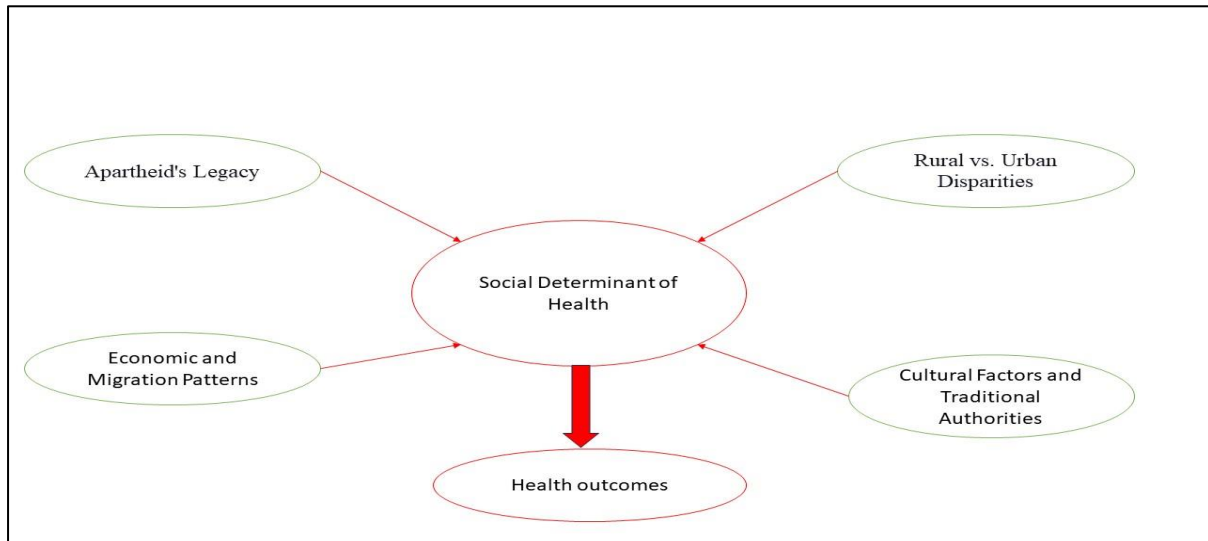 Apartheid's Legacy
Rural vs. Urban
Disparities
Social Determinant of
Health
Economic and
Migration Patterns
Cultural Factors and
Traditional
Authorities
Health outcomes